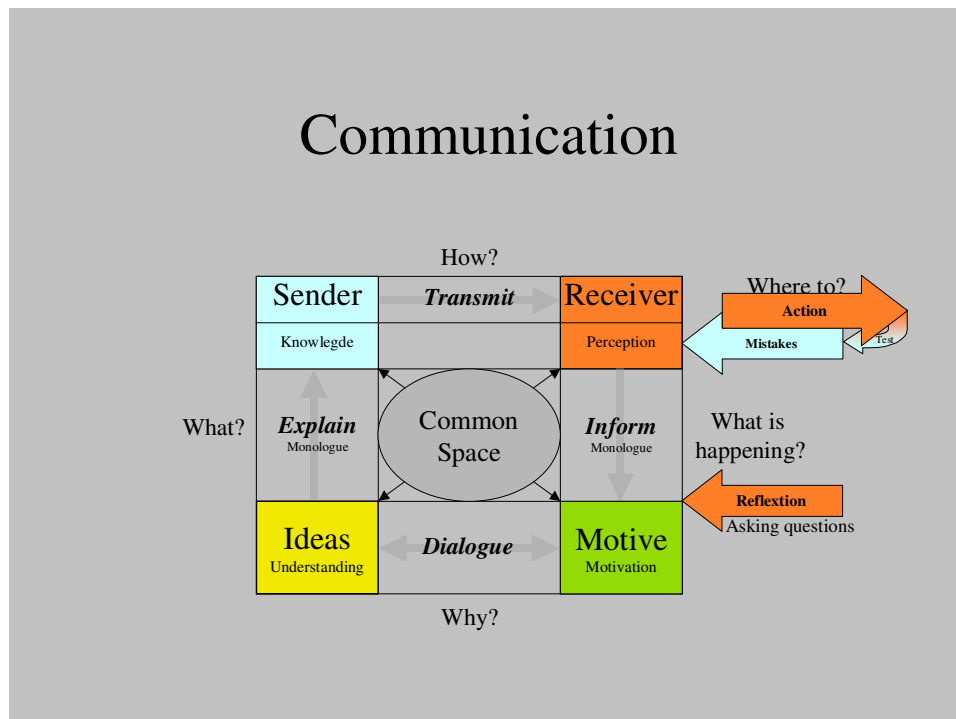 Communication
How?
Sender
Transmit
Receiver
Where to?
Action
Knowlegde
Perception
Mistakes
Test
What?
Explain
Monologue
Common
Space
Inform
Monologue
What is
happening?
Reflextion
Asking questions
Ideas
Understanding
Dialogue
Motive
Motivation
Why?